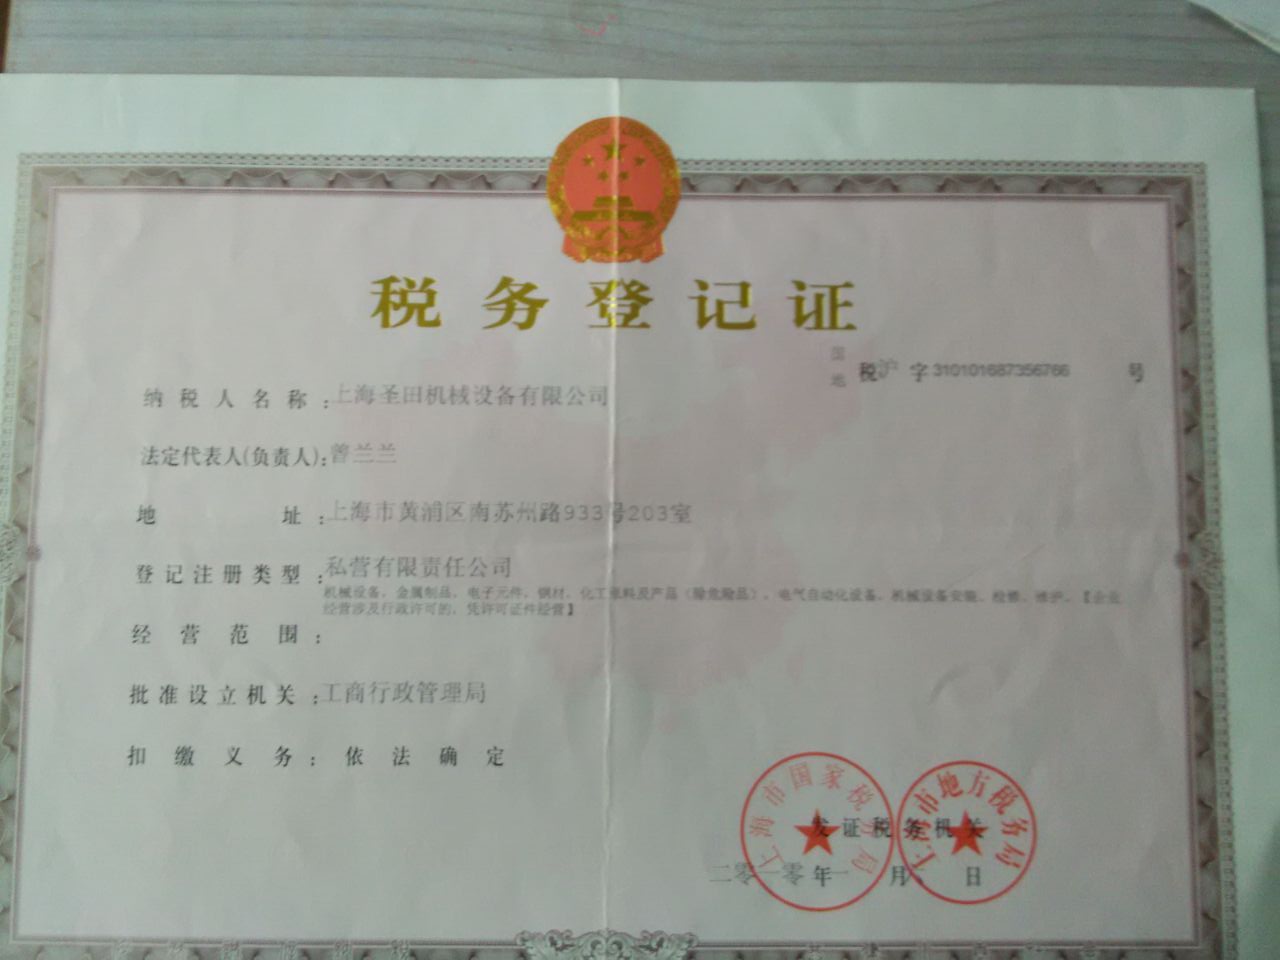 税务登记证
国
地 税沪字310101687356766 号
纳税人名称：上海圣田机械设备有限公司
法定代表人(负责人)：曾兰兰
地址：上海市黄浦区南苏州路933号203室
登记注册类型：私营有限责任公司
机械设备、金属制品、电子元件、钢材、化工原料及产品（除危险品）、电气自动化设备、机械设备安装、检修、维护。【企业
经营涉及行政许可的，凭许可证件经营】
经营范围：
批准设立机关：工商行政管理局
扣缴义务：依法确定
上海市国家税务局
上海市地方税务局
发证税务机关
二零一零年一月 日